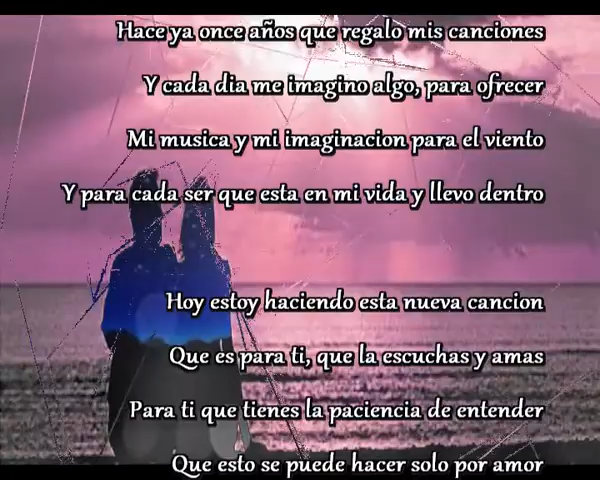 Hace ya once años que regalo mis canciones
Y cada dia me imagino algo, para ofrecer
Mi musica y mi imaginacion para el viento
Y para cada ser que esta en mi vida y llevo dentro
Hoy estoy haciendo esta nueva cancion
Que es para ti, que la escuchas y amas
Para ti que tienes la paciencia de entender
Que esto se puede hacer solo por amor